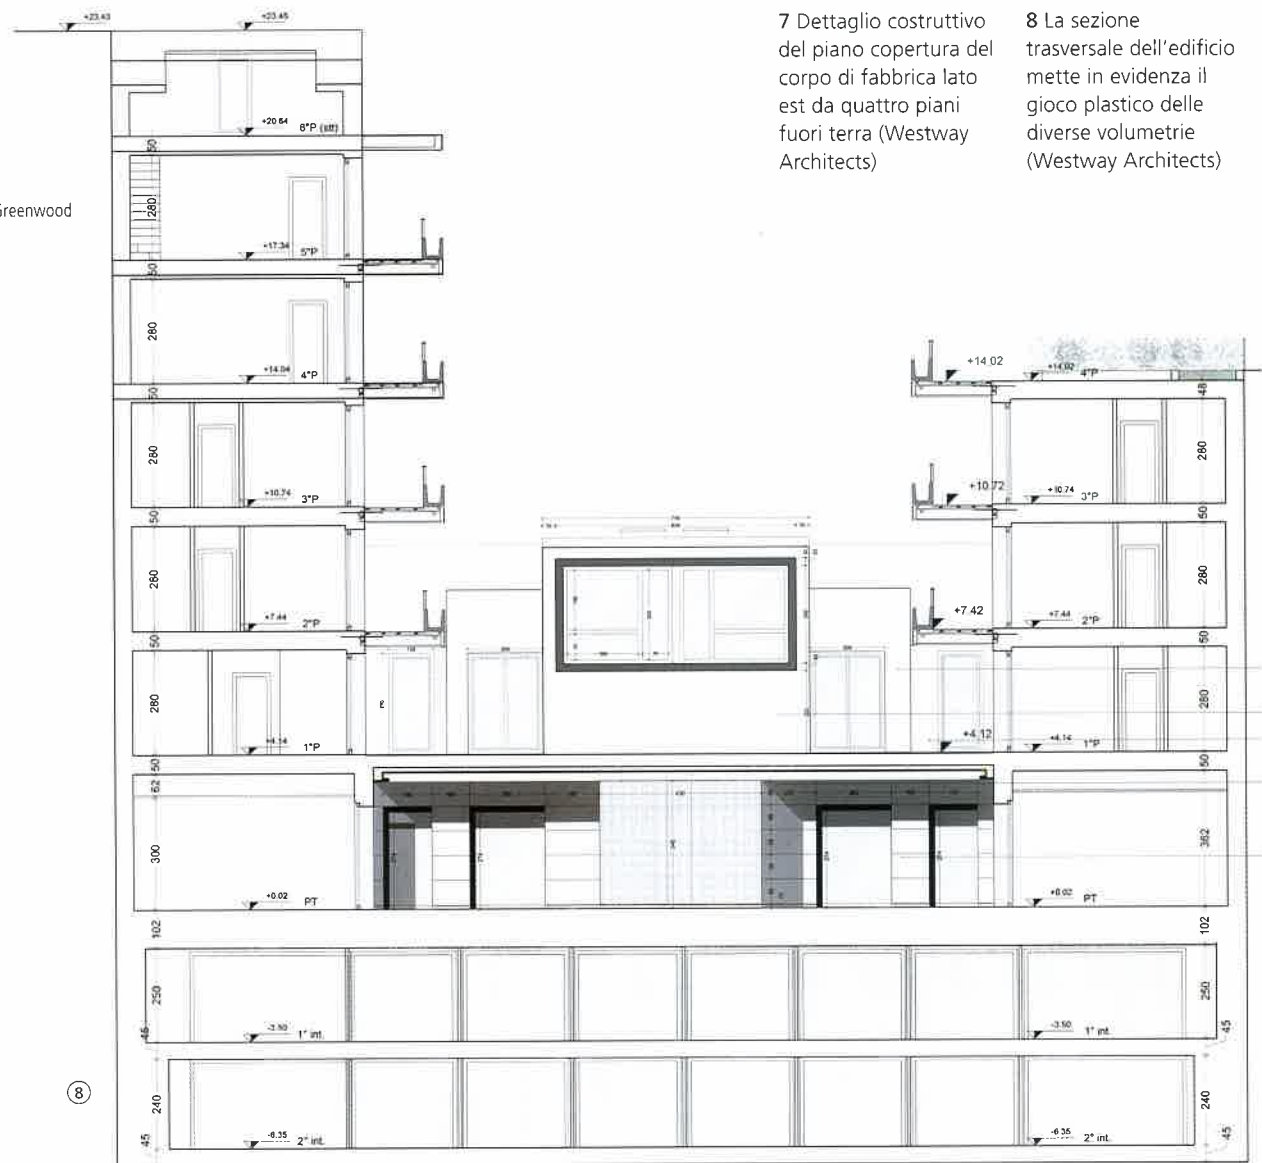 7 Dettaglio costruttivo
del piano copertura del
corpo di fabbrica lato
est da quattro piani
fuori terra (Westway
Architects)
8 La sezione
trasversale dell'edificio
mette in evidenza il
gioco plastico delle
diverse volumetrie
(Westway Architects)
Greenwood
+23.43
+23.45
+20.64 6°P (att)
50
280
+17.34 5°P
50
280
+14.04 4°P
50
280
+10.74 3°P
50
280
+7.44 2°P
50
280
+4.14 1°P
50
62
300
+0.02 PT
102
250
-3.50 1° int.
45
240
-6.35 2° int.
45
+14.02
+14.02 4°P
48
280
+10.72
+10.74 3°P
50
280
+7.42
+7.44 2°P
50
280
+4.12
+4.14 1°P
50
362
+0.02 PT
102
250
-3.50 1° int.
45
240
-6.35 2° int.
45
8